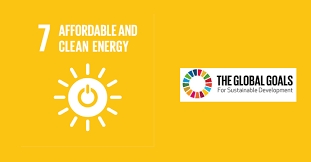 7 AFFORDABLE AND
CLEAN ENERGY
THE GLOBAL GOALS
For Sustainable Development